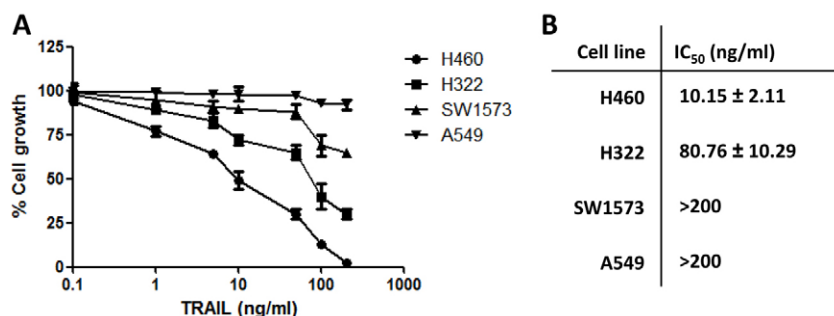 A
125
100
75
50
25
0
% Cell growth
0.1 1 10 100 1000
TRAIL (ng/ml)
H460
H322
SW1573
A549
B
Cell line IC50 (ng/ml)
H460 10.15 ± 2.11
H322 80.76 ± 10.29
SW1573 >200
A549 >200